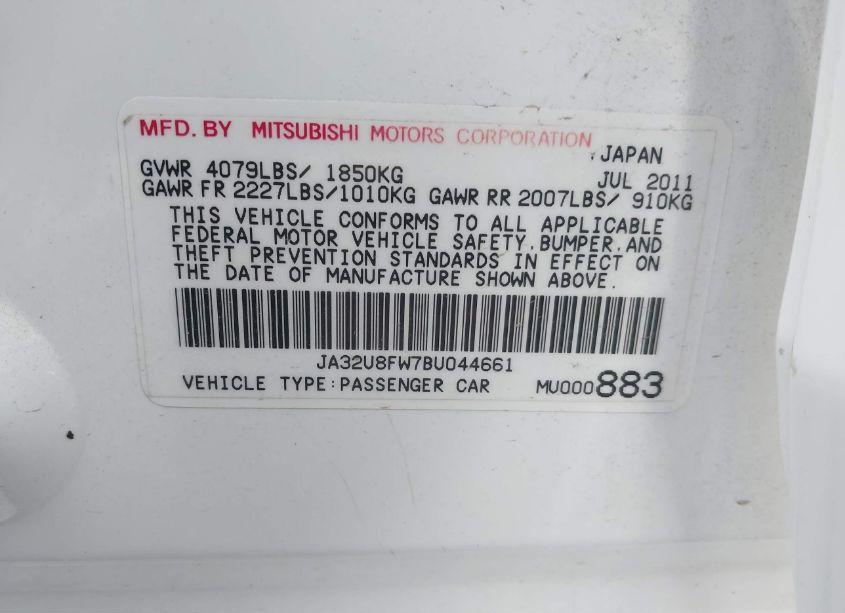 MFD. BY MITSUBISHI MOTORS CORPORATION
JAPAN
GVWR 4079LBS/ 1850KG JUL 2011
GAWR FR 2227LBS/1010KG GAWR RR 2007LBS/ 910KG
THIS VEHICLE CONFORMS TO ALL APPLICABLE
FEDERAL MOTOR VEHICLE SAFETY, BUMPER, AND
THEFT PREVENTION STANDARDS IN EFFECT ON
THE DATE OF MANUFACTURE SHOWN ABOVE.
JA32U8FW7BU044661
VEHICLE TYPE:PASSENGER CAR MU000883